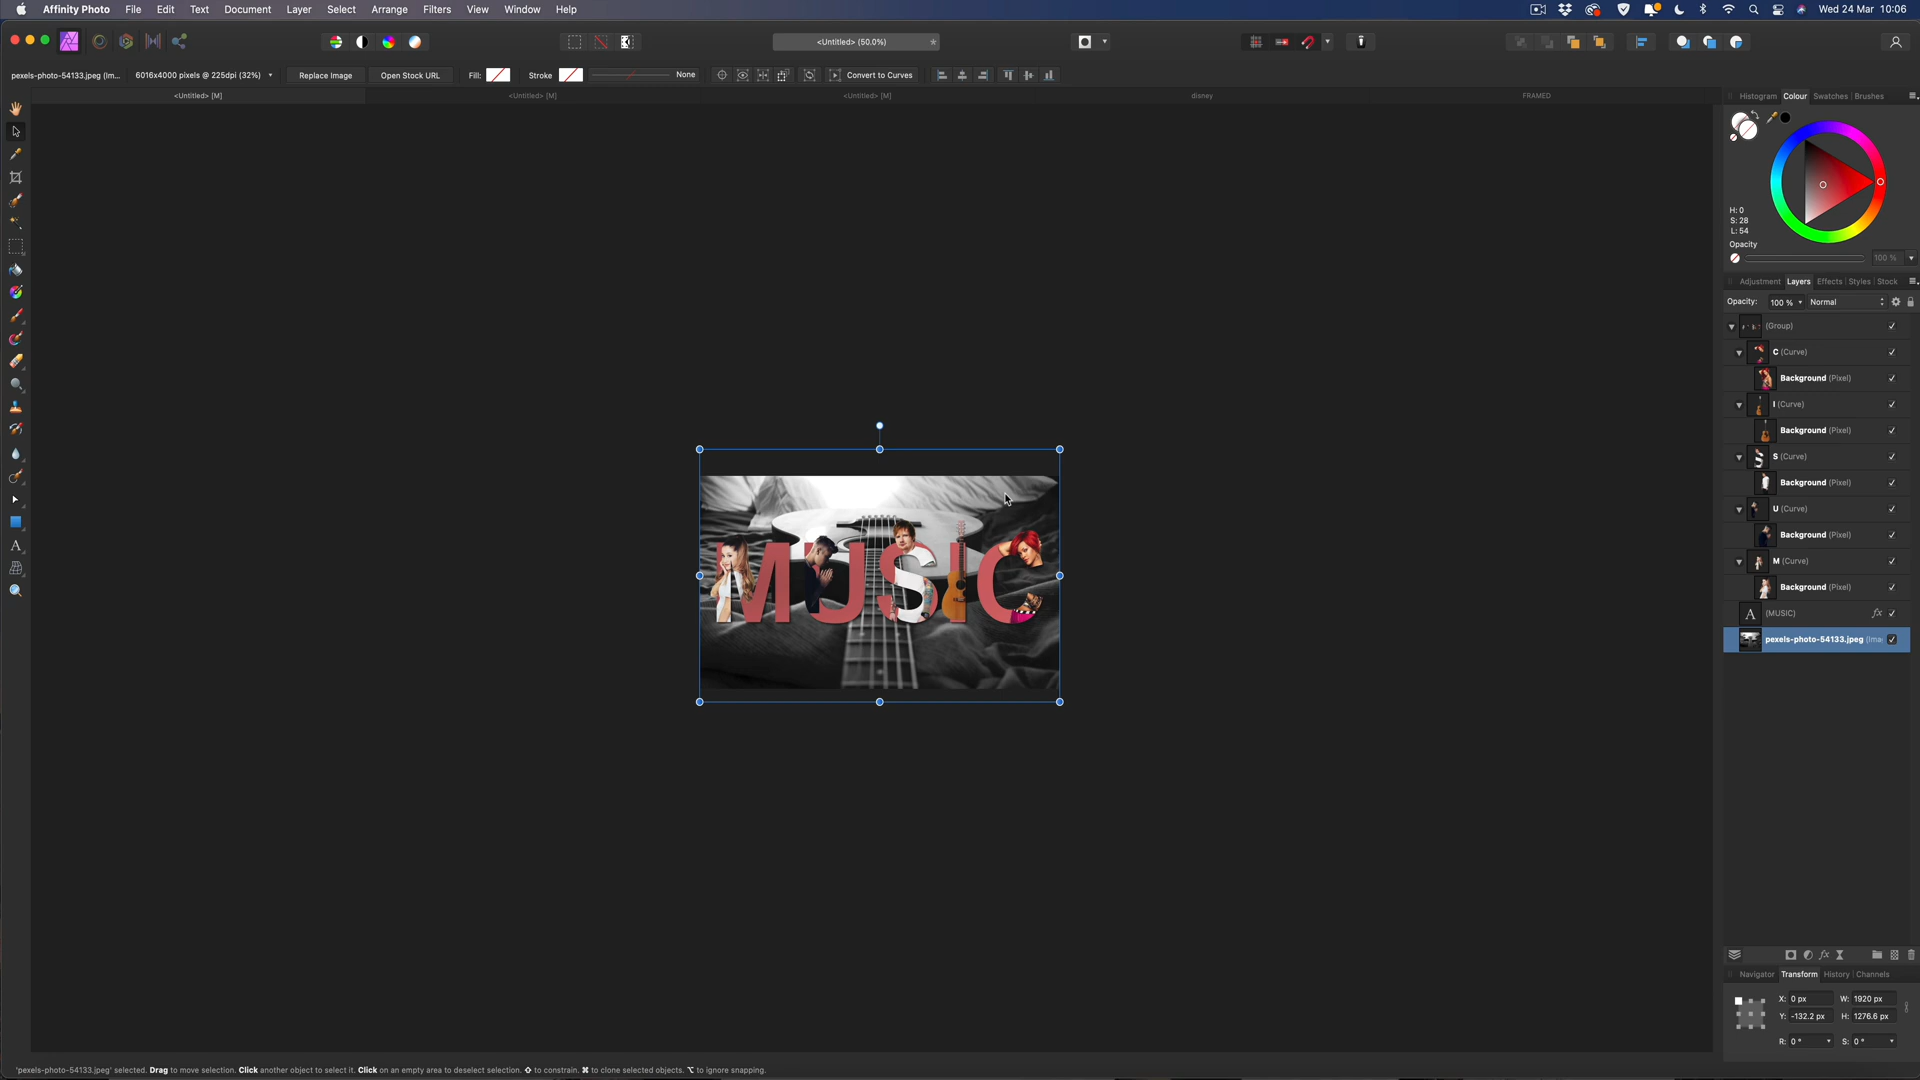 Affinity Photo File Edit Text Document Layer Select Arrange Filters View Window Help Wed 24 Mar 10:06
<Untitled> (50.0%)
pexels-photo-54133.jpeg (Im... 6016x4000 pixels @ 225dpi (32%) Replace Image Open Stock URL Fill: Stroke None Convert to Curves
<Untitled> [M] <Untitled> [M] <Untitled> [M] disney FRAMED
Histogram Colour Swatches Brushes
H: 0
S: 28
L: 54
Opacity
100 %
Adjustment Layers Effects Styles Stock
Opacity: 100 % Normal
(Group)
C (Curve)
Background (Pixel)
I (Curve)
Background (Pixel)
S (Curve)
Background (Pixel)
U (Curve)
Background (Pixel)
M (Curve)
Background (Pixel)
A (MUSIC) fx
pexels-photo-54133.jpeg (Ima
MUSIC
fx
Navigator Transform History Channels
X: 0 px W: 1920 px
Y: -132.2 px H: 1276.6 px
R: 0 ° S: 0 °
'pexels-photo-54133.jpeg' selected. Drag to move selection. Click another object to select it. Click on an empty area to deselect selection. ⇧ to constrain. ⌘ to clone selected objects. ⌥ to ignore snapping.